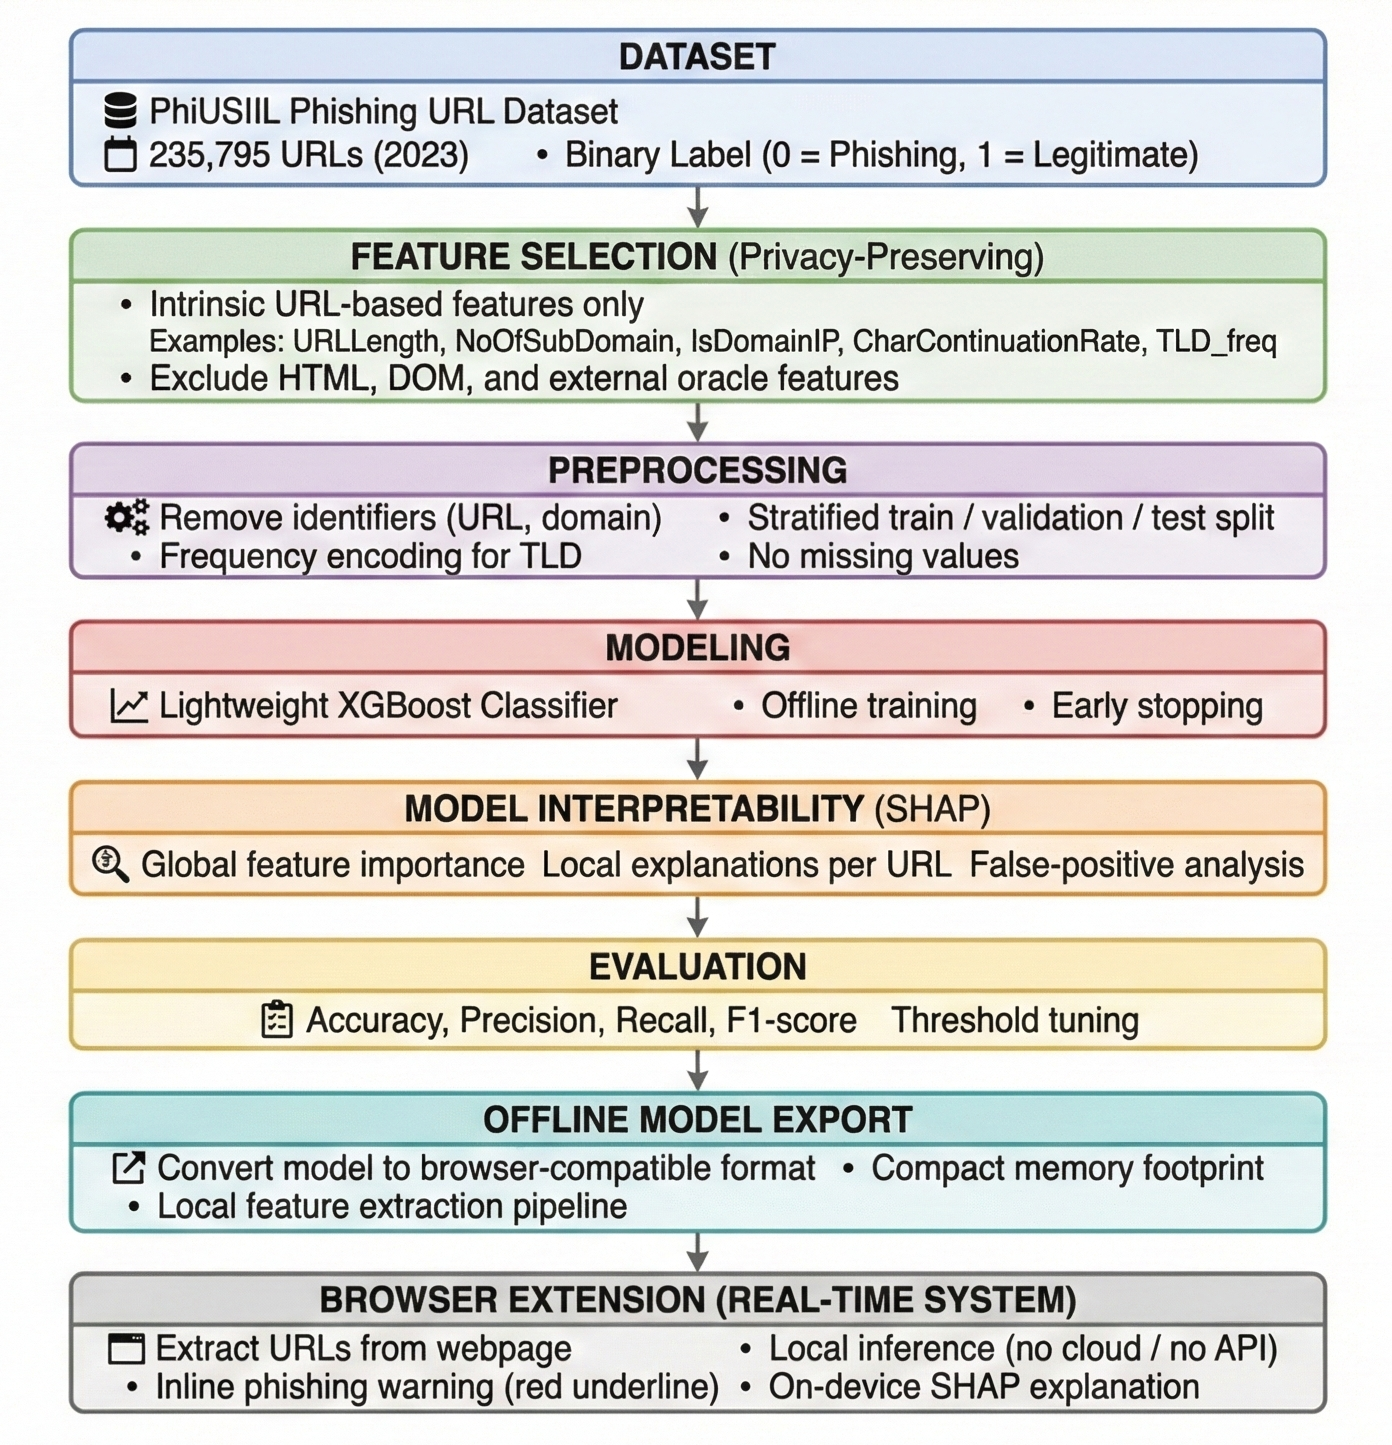 DATASET
PhiUSIIL Phishing URL Dataset
235,795 URLs (2023) • Binary Label (0 = Phishing, 1 = Legitimate)
FEATURE SELECTION (Privacy-Preserving)
• Intrinsic URL-based features only
Examples: URLLength, NoOfSubDomain, IsDomainIP, CharContinuationRate, TLD_freq
• Exclude HTML, DOM, and external oracle features
PREPROCESSING
Remove identifiers (URL, domain) • Stratified train / validation / test split
• Frequency encoding for TLD • No missing values
MODELING
Lightweight XGBoost Classifier • Offline training • Early stopping
MODEL INTERPRETABILITY (SHAP)
Global feature importance Local explanations per URL False-positive analysis
EVALUATION
Accuracy, Precision, Recall, F1-score Threshold tuning
OFFLINE MODEL EXPORT
Convert model to browser-compatible format • Compact memory footprint
• Local feature extraction pipeline
BROWSER EXTENSION (REAL-TIME SYSTEM)
Extract URLs from webpage • Local inference (no cloud / no API)
• Inline phishing warning (red underline) • On-device SHAP explanation